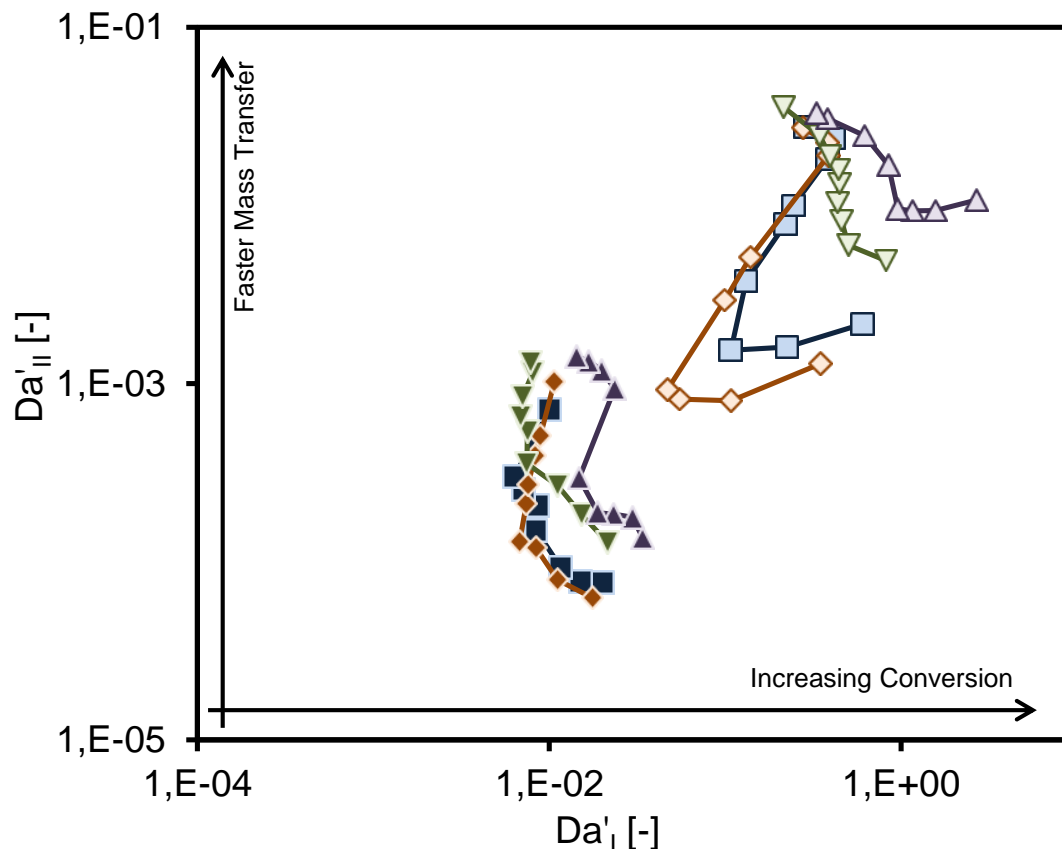 1,E-01
Faster Mass Transfer
Da'II [-]
1,E-03
Increasing Conversion
1,E-05
1,E-04
1,E-02
1,E+00
Da'I [-]